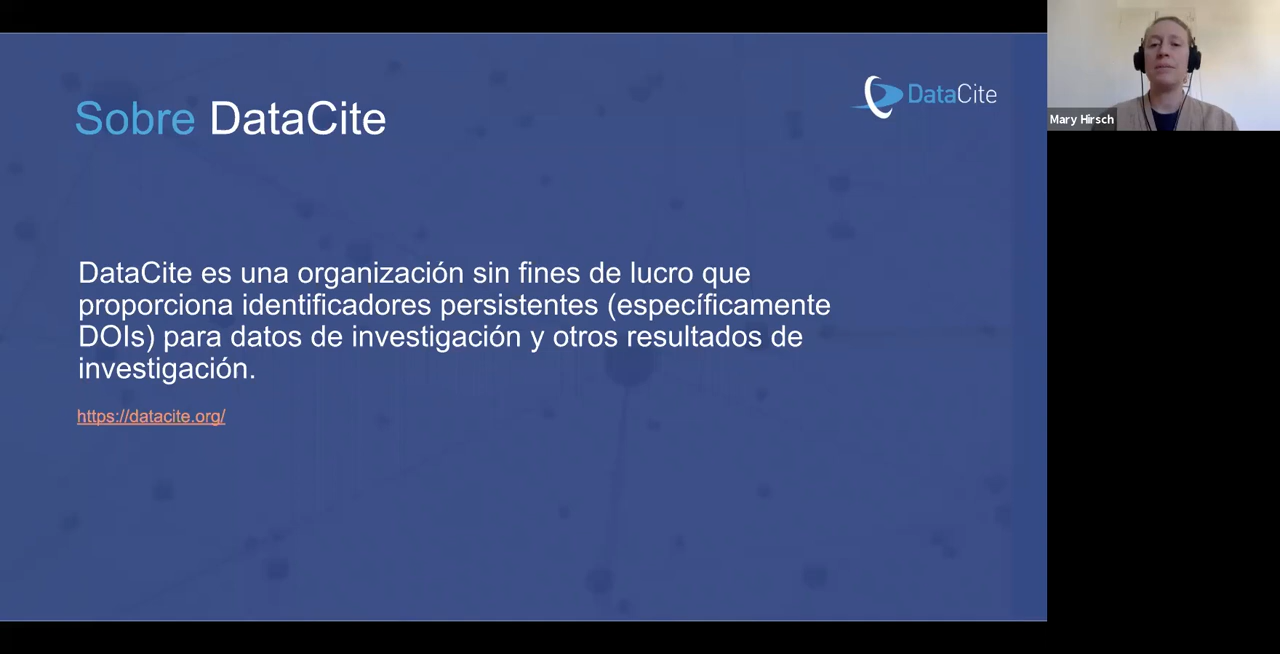 Sobre DataCite
DataCite
Mary Hirsch
DataCite es una organización sin fines de lucro que
proporciona identificadores persistentes (específicamente
DOIs) para datos de investigación y otros resultados de
investigación.
https://datacite.org/